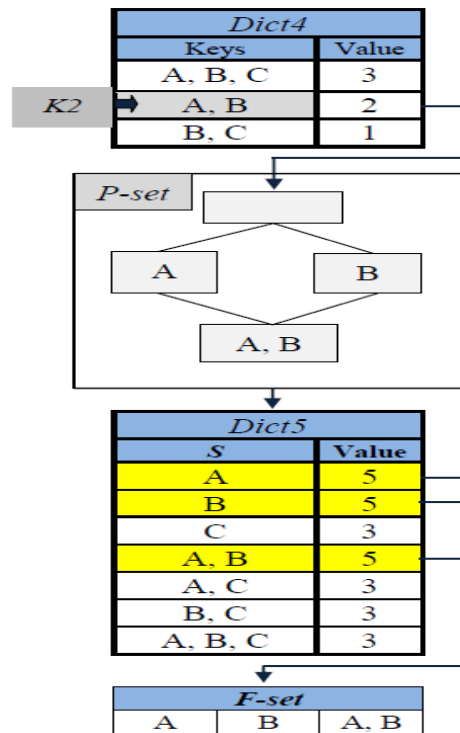 Dict4
Keys Value
A, B, C 3
K2 A, B 2
B, C 1
P-set
A B
A, B
Dict5
S Value
A 5
B 5
C 3
A, B 5
A, C 3
B, C 3
A, B, C 3
F-set
A B A, B